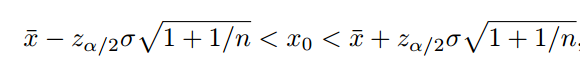 x̄ − z_{α/2}σ√(1 + 1/n) < x₀ < x̄ + z_{α/2}σ√(1 + 1/n),